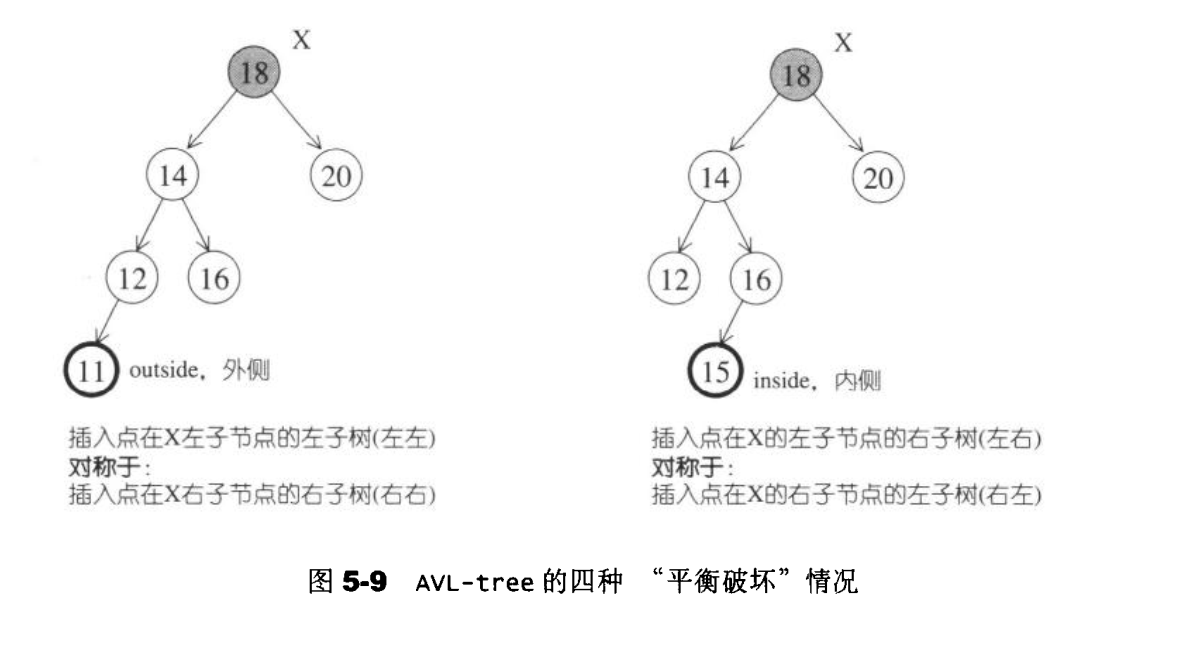 X
18
14
20
12
16
11
outside，外侧
插入点在X左子节点的左子树(左左)
对称于：
插入点在X右子节点的右子树(右右)
X
18
14
20
12
16
15
inside，内侧
插入点在X的左子节点的右子树(左右)
对称于：
插入点在X的右子节点的左子树(右左)
图 5-9 AVL-tree 的四种 “平衡破坏”情况